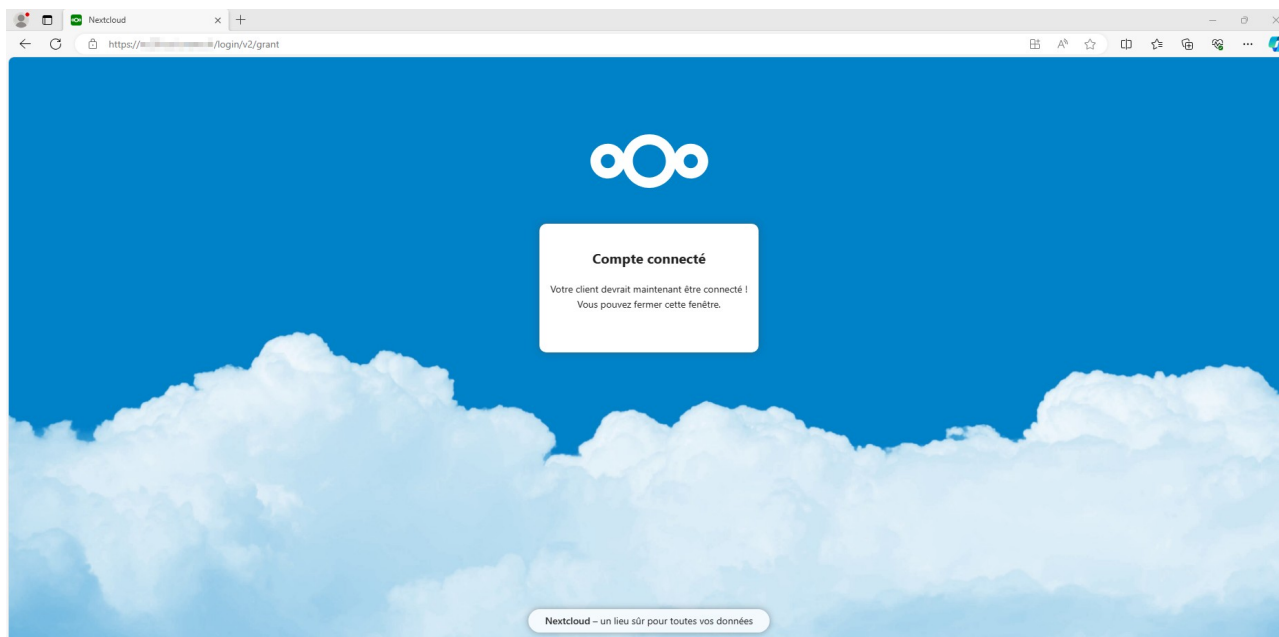 Nextcloud
https:// /login/v2/grant
Compte connecté
Votre client devrait maintenant être connecté !
Vous pouvez fermer cette fenêtre.
Nextcloud – un lieu sûr pour toutes vos données